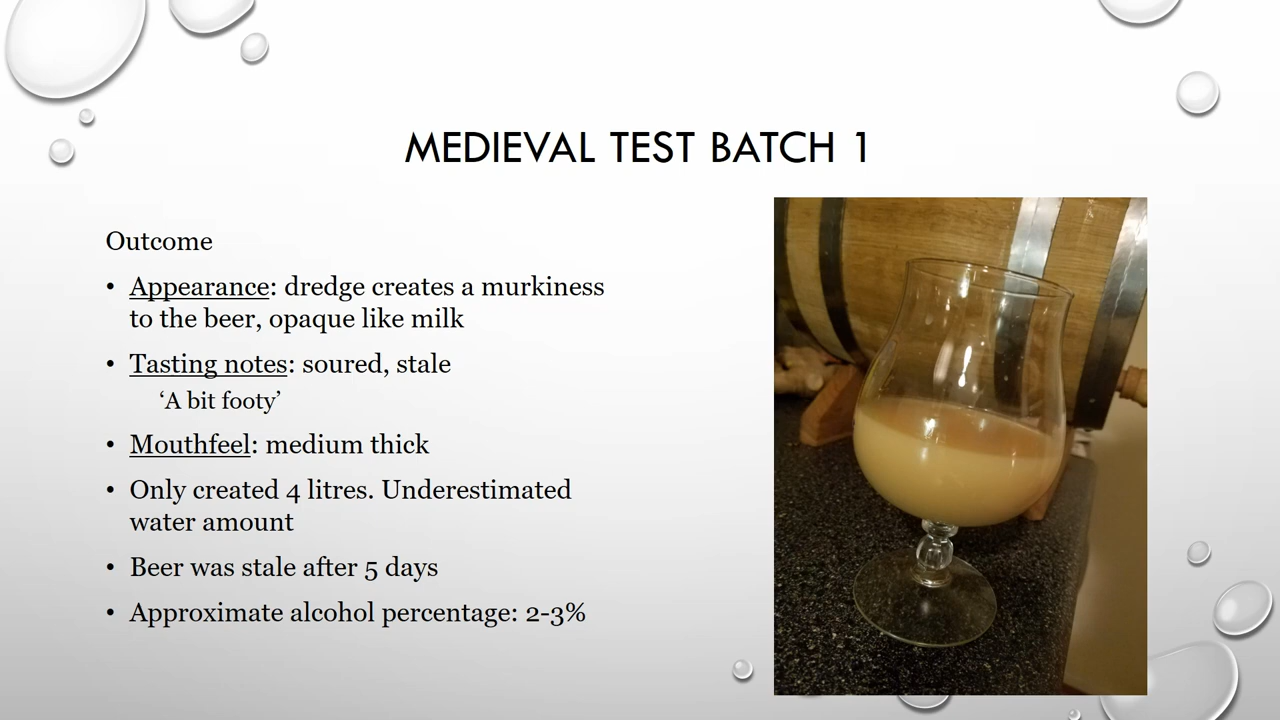 MEDIEVAL TEST BATCH 1
Outcome
• Appearance: dredge creates a murkiness
to the beer, opaque like milk
• Tasting notes: soured, stale
‘A bit footy’
• Mouthfeel: medium thick
• Only created 4 litres. Underestimated
water amount
• Beer was stale after 5 days
• Approximate alcohol percentage: 2-3%